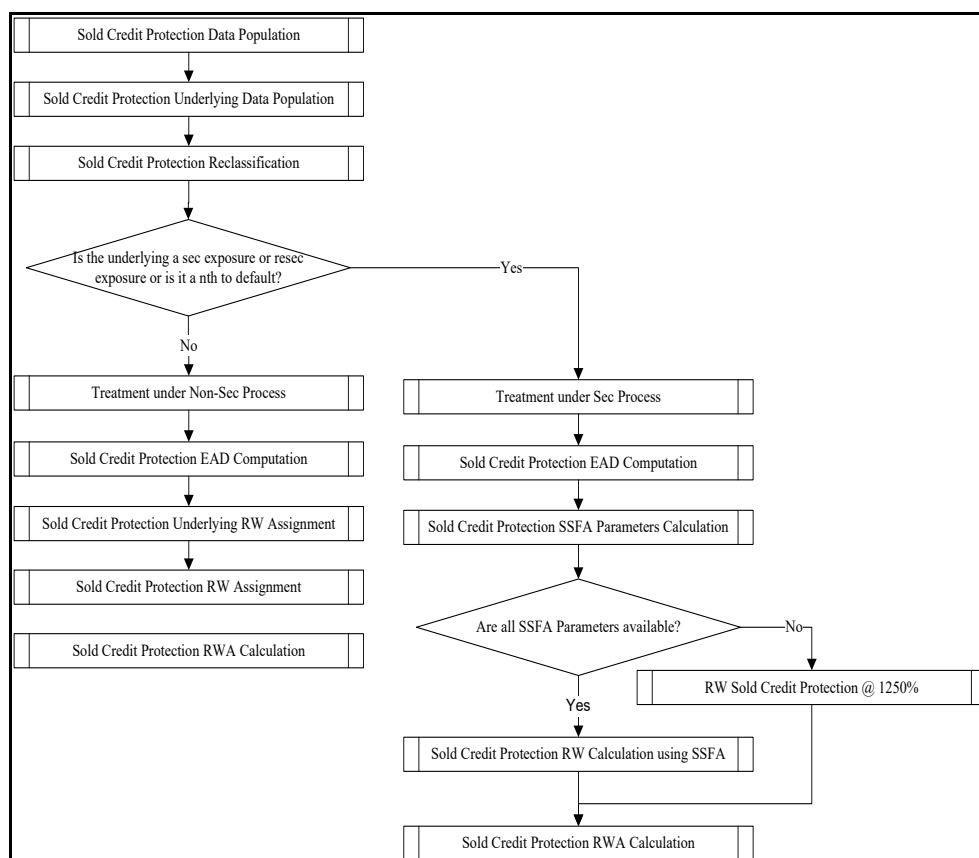 Sold Credit Protection Data Population
Sold Credit Protection Underlying Data Population
Sold Credit Protection Reclassification
Is the underlying a sec exposure or resec
exposure or is it a nth to default?
Yes
No
Treatment under Non-Sec Process
Sold Credit Protection EAD Computation
Sold Credit Protection Underlying RW Assignment
Sold Credit Protection RW Assignment
Sold Credit Protection RWA Calculation
Treatment under Sec Process
Sold Credit Protection EAD Computation
Sold Credit Protection SSFA Parameters Calculation
Are all SSFA Parameters available?
No
RW Sold Credit Protection @ 1250%
Yes
Sold Credit Protection RW Calculation using SSFA
Sold Credit Protection RWA Calculation